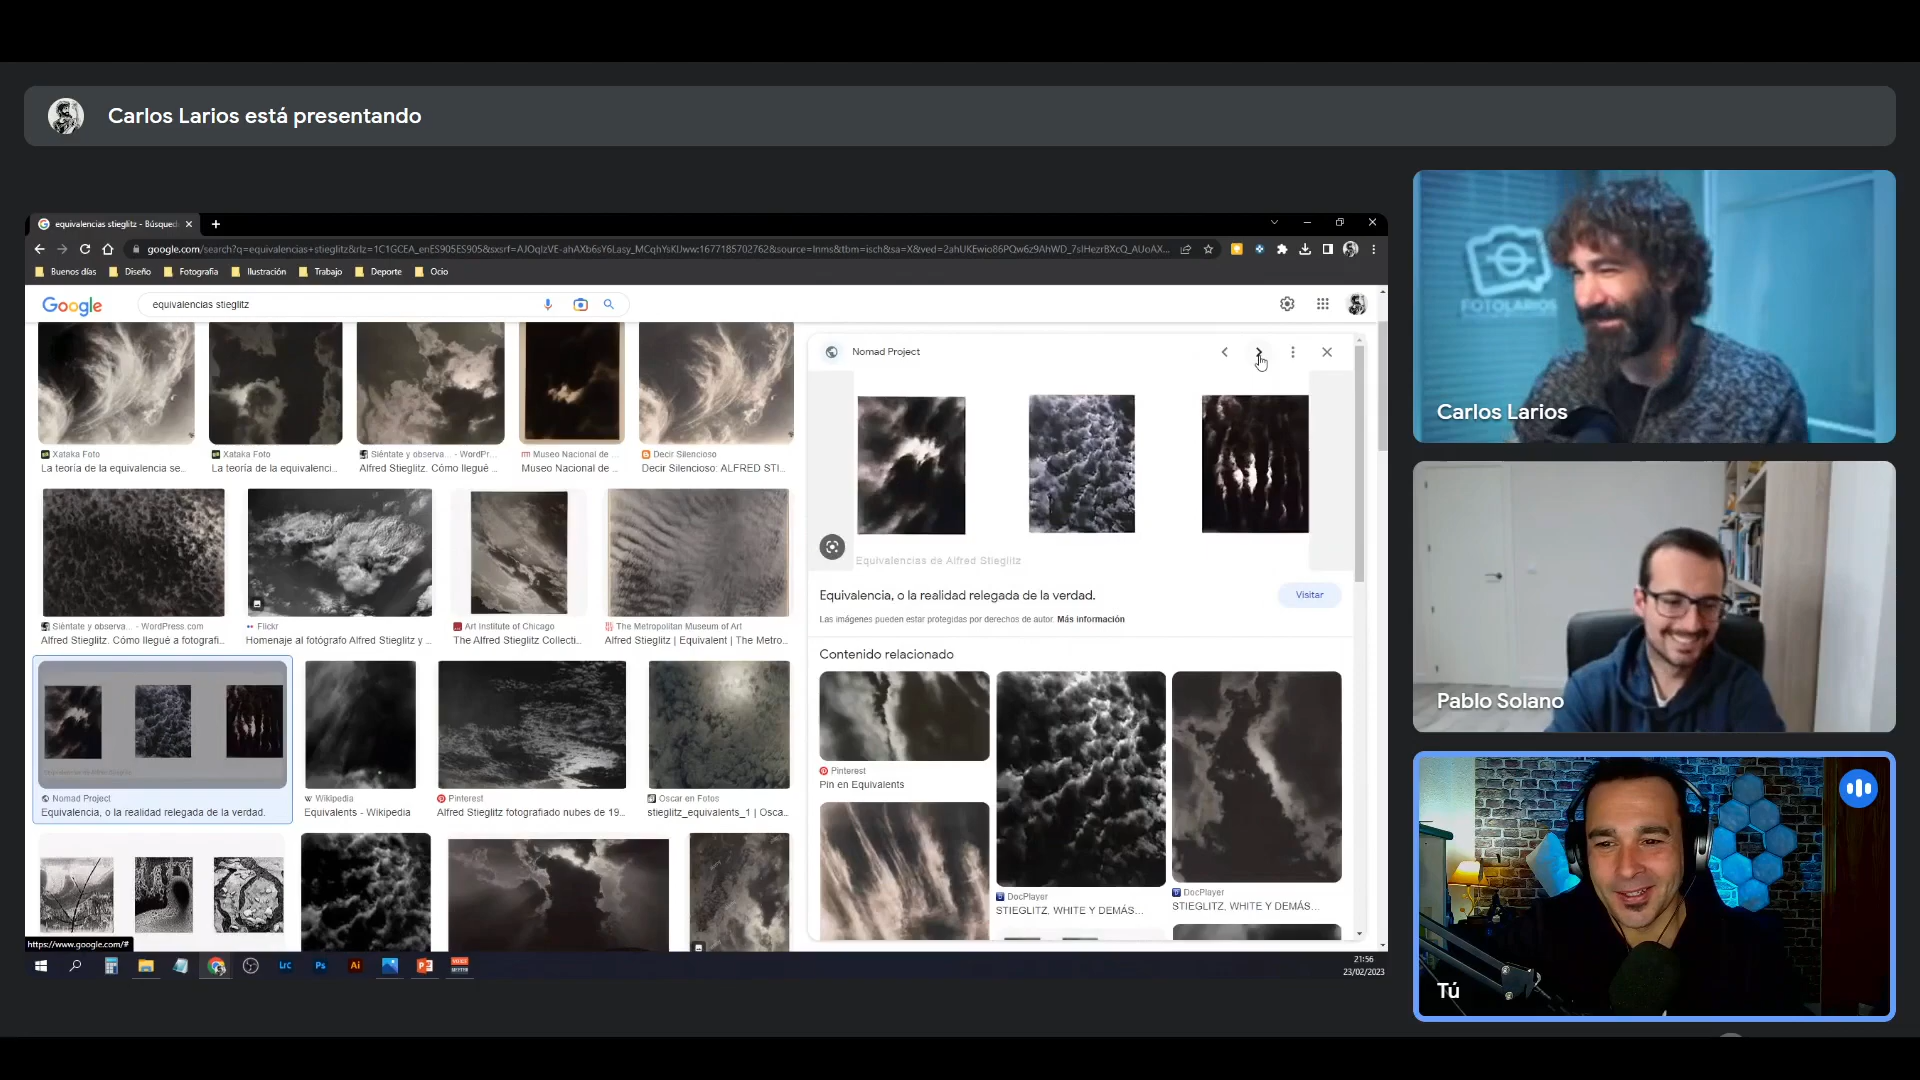 Carlos Larios está presentando
equivalencias stieglitz - Búsqued
Buenos días Diseño Fotografia Ilustración Trabajo Deporte Ocio
Google
equivalencias stieglitz
Xataka Foto
La teoría de la equivalencia se...
Xataka Foto
La teoría de la equivalenci...
Siéntate y observa... - WordPr...
Alfred Stieglitz. Cómo llegué ...
Museo Nacional de ...
Museo Nacional de ...
Decir Silencioso
Decir Silencioso: ALFRED STI...
Siéntate y observa... - WordPress.com
Alfred Stieglitz. Cómo llegué a fotografi...
Flickr
Homenaje al fotógrafo Alfred Stieglitz y ...
Art Institute of Chicago
The Alfred Stieglitz Collecti...
The Metropolitan Museum of Art
Alfred Stieglitz | Equivalent | The Metro...
Nomad Project
Equivalencia, o la realidad relegada de la verdad.
Wikipedia
Equivalents - Wikipedia
Pinterest
Alfred Stieglitz fotografiado nubes de 19...
Oscar en Fotos
stieglitz_equivalents_1 | Osca...
https://www.google.com/#
Nomad Project
Equivalencias de Alfred Stieglitz
Equivalencia, o la realidad relegada de la verdad.
Visitar
Las imágenes pueden estar protegidas por derechos de autor. Más información
Contenido relacionado
Pinterest
Pin en Equivalents
DocPlayer
STIEGLITZ, WHITE Y DEMÁS...
DocPlayer
STIEGLITZ, WHITE Y DEMÁS...
Lrc Ps Ai
21:56
23/02/2023
FOTOLARIOS
Carlos Larios
Pablo Solano
Tú